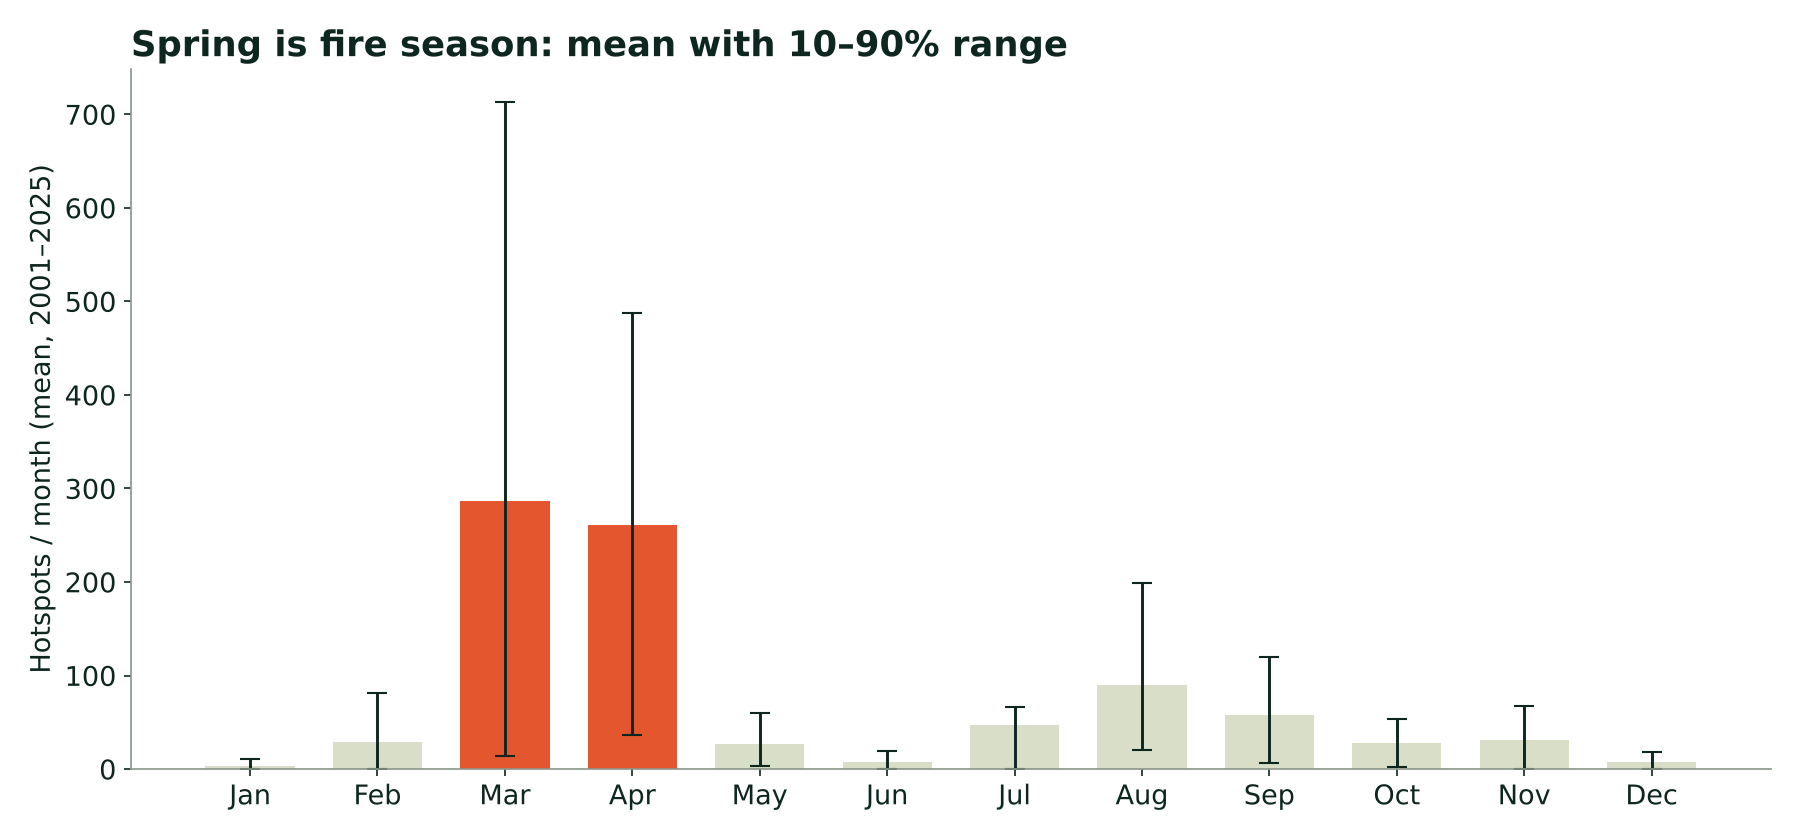 Spring is fire season: mean with 10–90% range
Hotspots / month (mean, 2001–2025)
700
600
500
400
300
200
100
0
Jan Feb Mar Apr May Jun Jul Aug Sep Oct Nov Dec